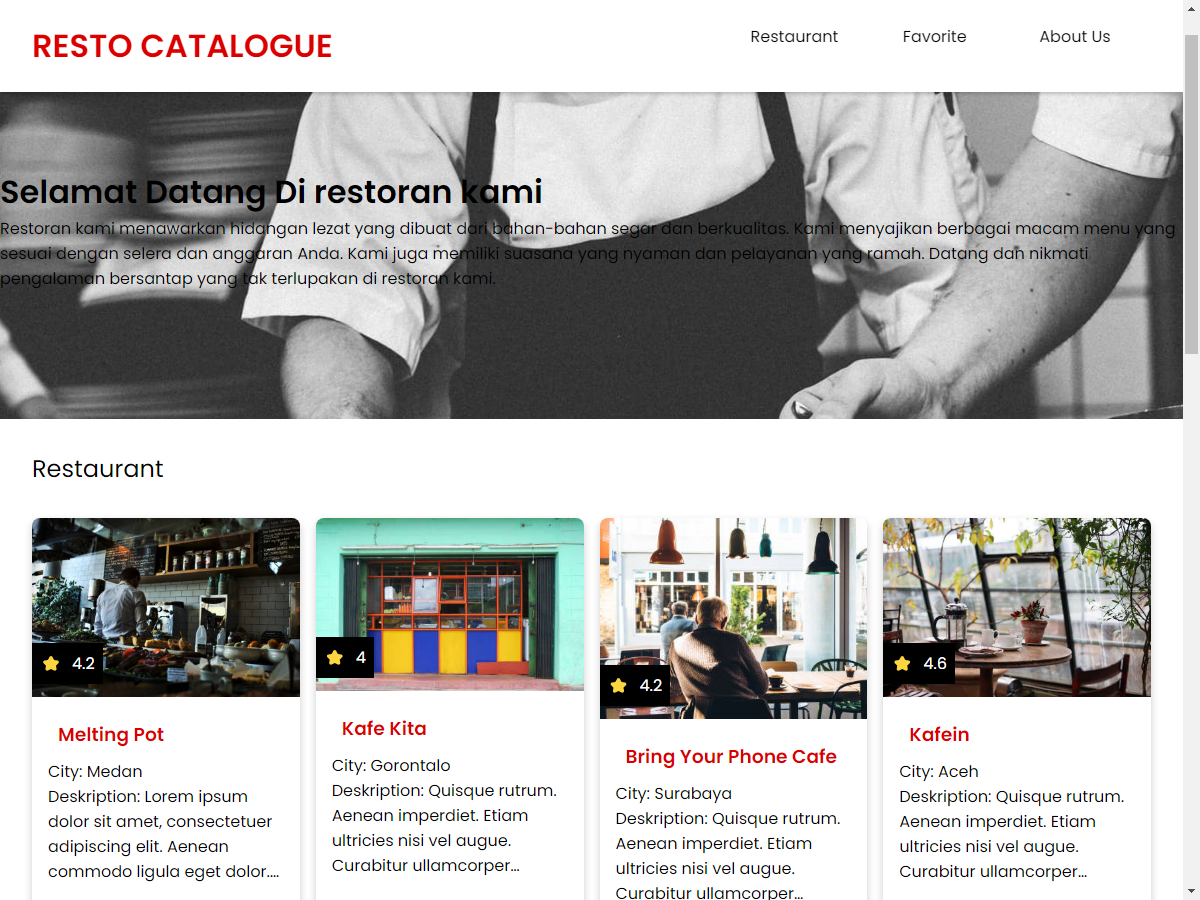 RESTO CATALOGUE
Restaurant
Favorite
About Us
Selamat Datang Di restoran kami
Restoran kami menawarkan hidangan lezat yang dibuat dari bahan-bahan segar dan berkualitas. Kami menyajikan berbagai macam menu yang
sesuai dengan selera dan anggaran Anda. Kami juga memiliki suasana yang nyaman dan pelayanan yang ramah. Datang dan nikmati
pengalaman bersantap yang tak terlupakan di restoran kami.
Restaurant
4.2
Melting Pot
City: Medan
Deskription: Lorem ipsum
dolor sit amet, consectetuer
adipiscing elit. Aenean
commodo ligula eget dolor....
4
Kafe Kita
City: Gorontalo
Deskription: Quisque rutrum.
Aenean imperdiet. Etiam
ultricies nisi vel augue.
Curabitur ullamcorper...
4.2
Bring Your Phone Cafe
City: Surabaya
Deskription: Quisque rutrum.
Aenean imperdiet. Etiam
ultricies nisi vel augue.
Curabitur ullamcorper...
4.6
Kafein
City: Aceh
Deskription: Quisque rutrum.
Aenean imperdiet. Etiam
ultricies nisi vel augue.
Curabitur ullamcorper...